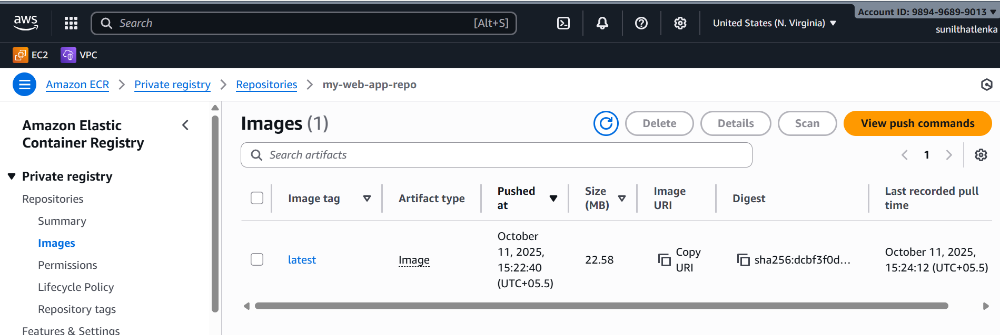 aws
Search
[Alt+S]
United States (N. Virginia)
Account ID: 9894-9689-9013
sunilthatlenka
EC2
VPC
Amazon ECR
Private registry
Repositories
my-web-app-repo
Amazon Elastic
Container Registry
Private registry
Repositories
Summary
Images
Permissions
Lifecycle Policy
Repository tags
Features & Settings
Images (1)
Delete
Details
Scan
View push commands
Search artifacts
1
Image tag
Artifact type
Pushed
at
Size
(MB)
Image
URI
Digest
Last recorded pull
time
latest
Image
October
11, 2025,
15:22:40
(UTC+05.5)
22.58
Copy
URI
sha256:dcbf3f0d...
October 11, 2025,
15:24:12 (UTC+05.5)